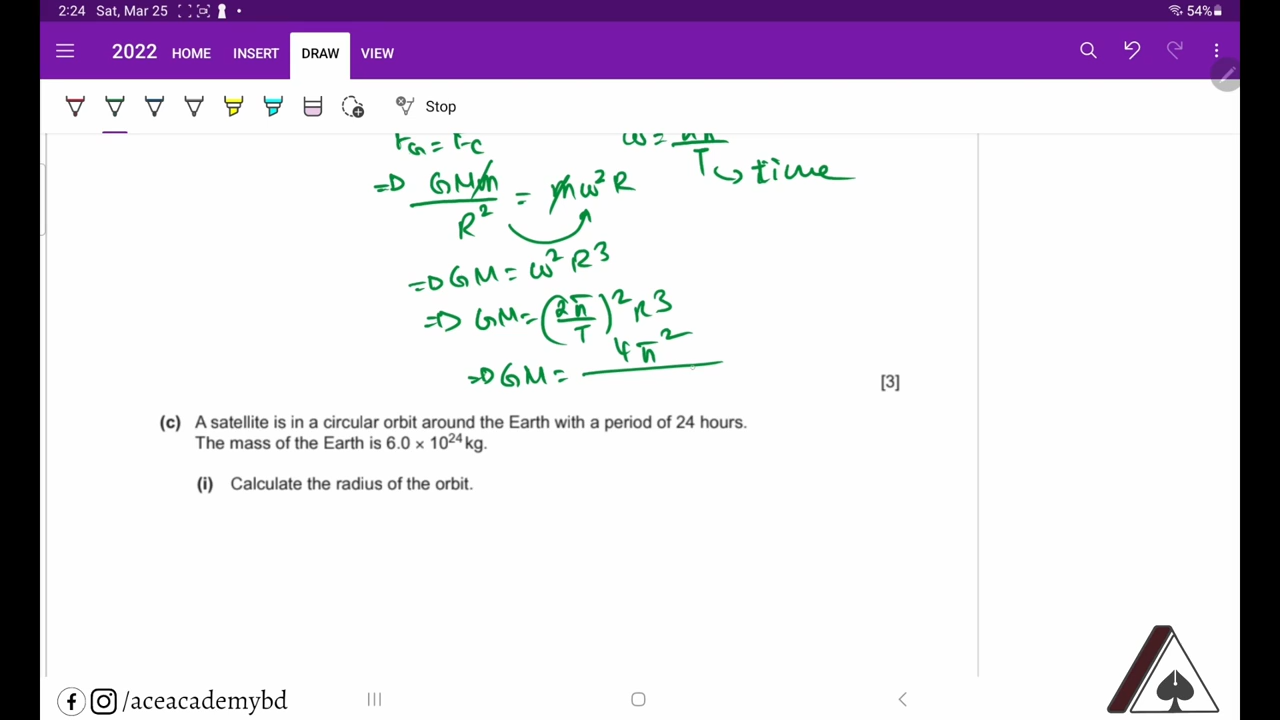 2:24 Sat, Mar 25 54%
2022 HOME INSERT DRAW VIEW
Stop
F_G = F_C ω = 2π/T → time
⇒ GMm/R² = mω²R
⇒ GM = ω²R³
⇒ GM = (2π/T)² R³
⇒ GM = 4π²
[3]
(c) A satellite is in a circular orbit around the Earth with a period of 24 hours.
The mass of the Earth is 6.0 × 10²⁴ kg.
(i) Calculate the radius of the orbit.
/aceacademybd